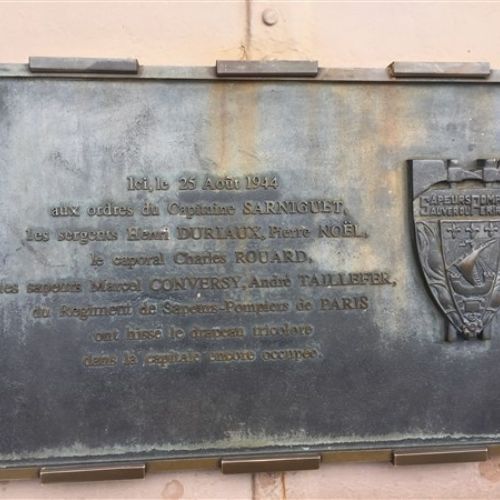 Ici, le 25 Août 1944
aux ordres du Capitaine SARNIGUET,
les sergents Henri DURIAUX, Pierre NOËL,
le caporal Charles ROUARD,
les sapeurs Marcel CONVERSY, André TAILLEFER,
du Régiment de Sapeurs-Pompiers de PARIS
ont hissé le drapeau tricolore
dans la capitale encore occupée.
SAPEURS POMP